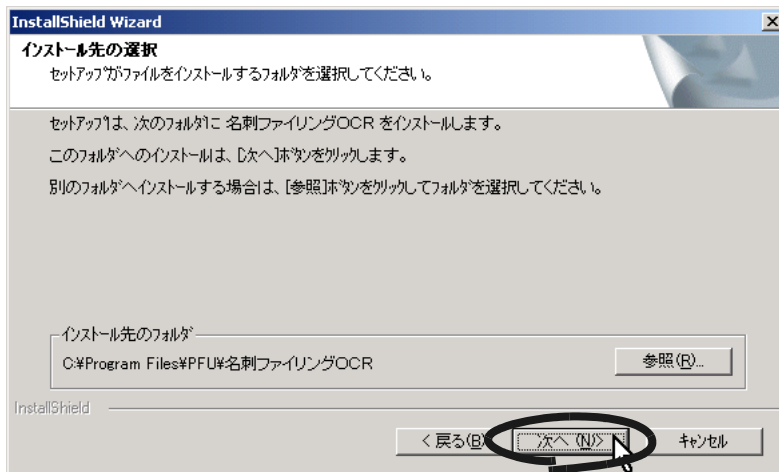 InstallShield Wizard
インストール先の選択
セットアップがファイルをインストールするフォルダを選択してください。
セットアップは、次のフォルダに 名刺ファイリングOCR をインストールします。
このフォルダへのインストールは、[次へ]ボタンをクリックします。
別のフォルダへインストールする場合は、[参照]ボタンをクリックしてフォルダを選択してください。
インストール先のフォルダ
C:¥Program Files¥PFU¥名刺ファイリングOCR
参照(R)...
InstallShield
< 戻る(B)
次へ (N)>
キャンセル